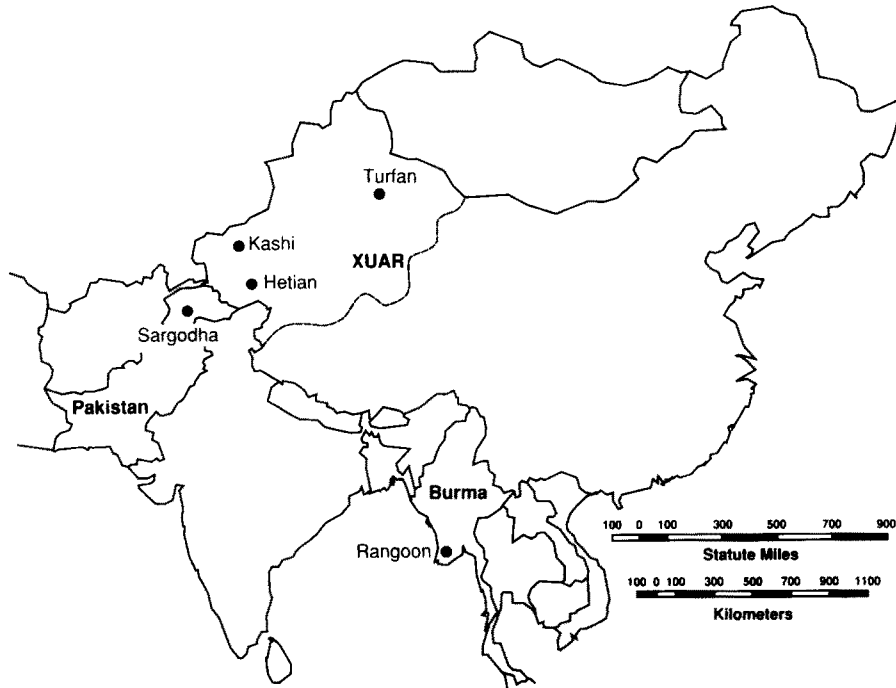 Turfan
Kashi
XUAR
Hetian
Sargodha
Pakistan
Burma
Rangoon
100 0 100 300 500 700 900
Statute Miles
100 0 100 300 500 700 900 1100
Kilometers